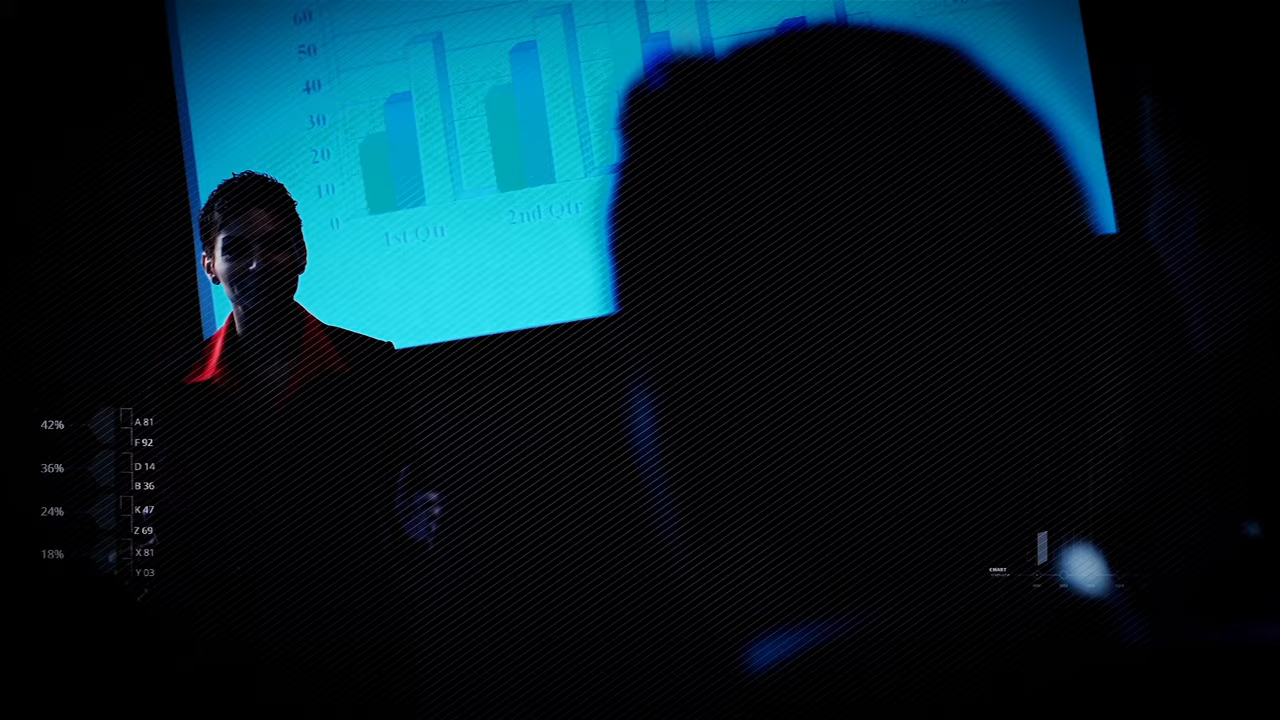 60
50
40
30
20
10
0
1st Qtr
2nd Qtr
42%
A 81
F 92
36%
D 14
B 36
24%
K 47
Z 69
18%
X 81
Y 03
CHART